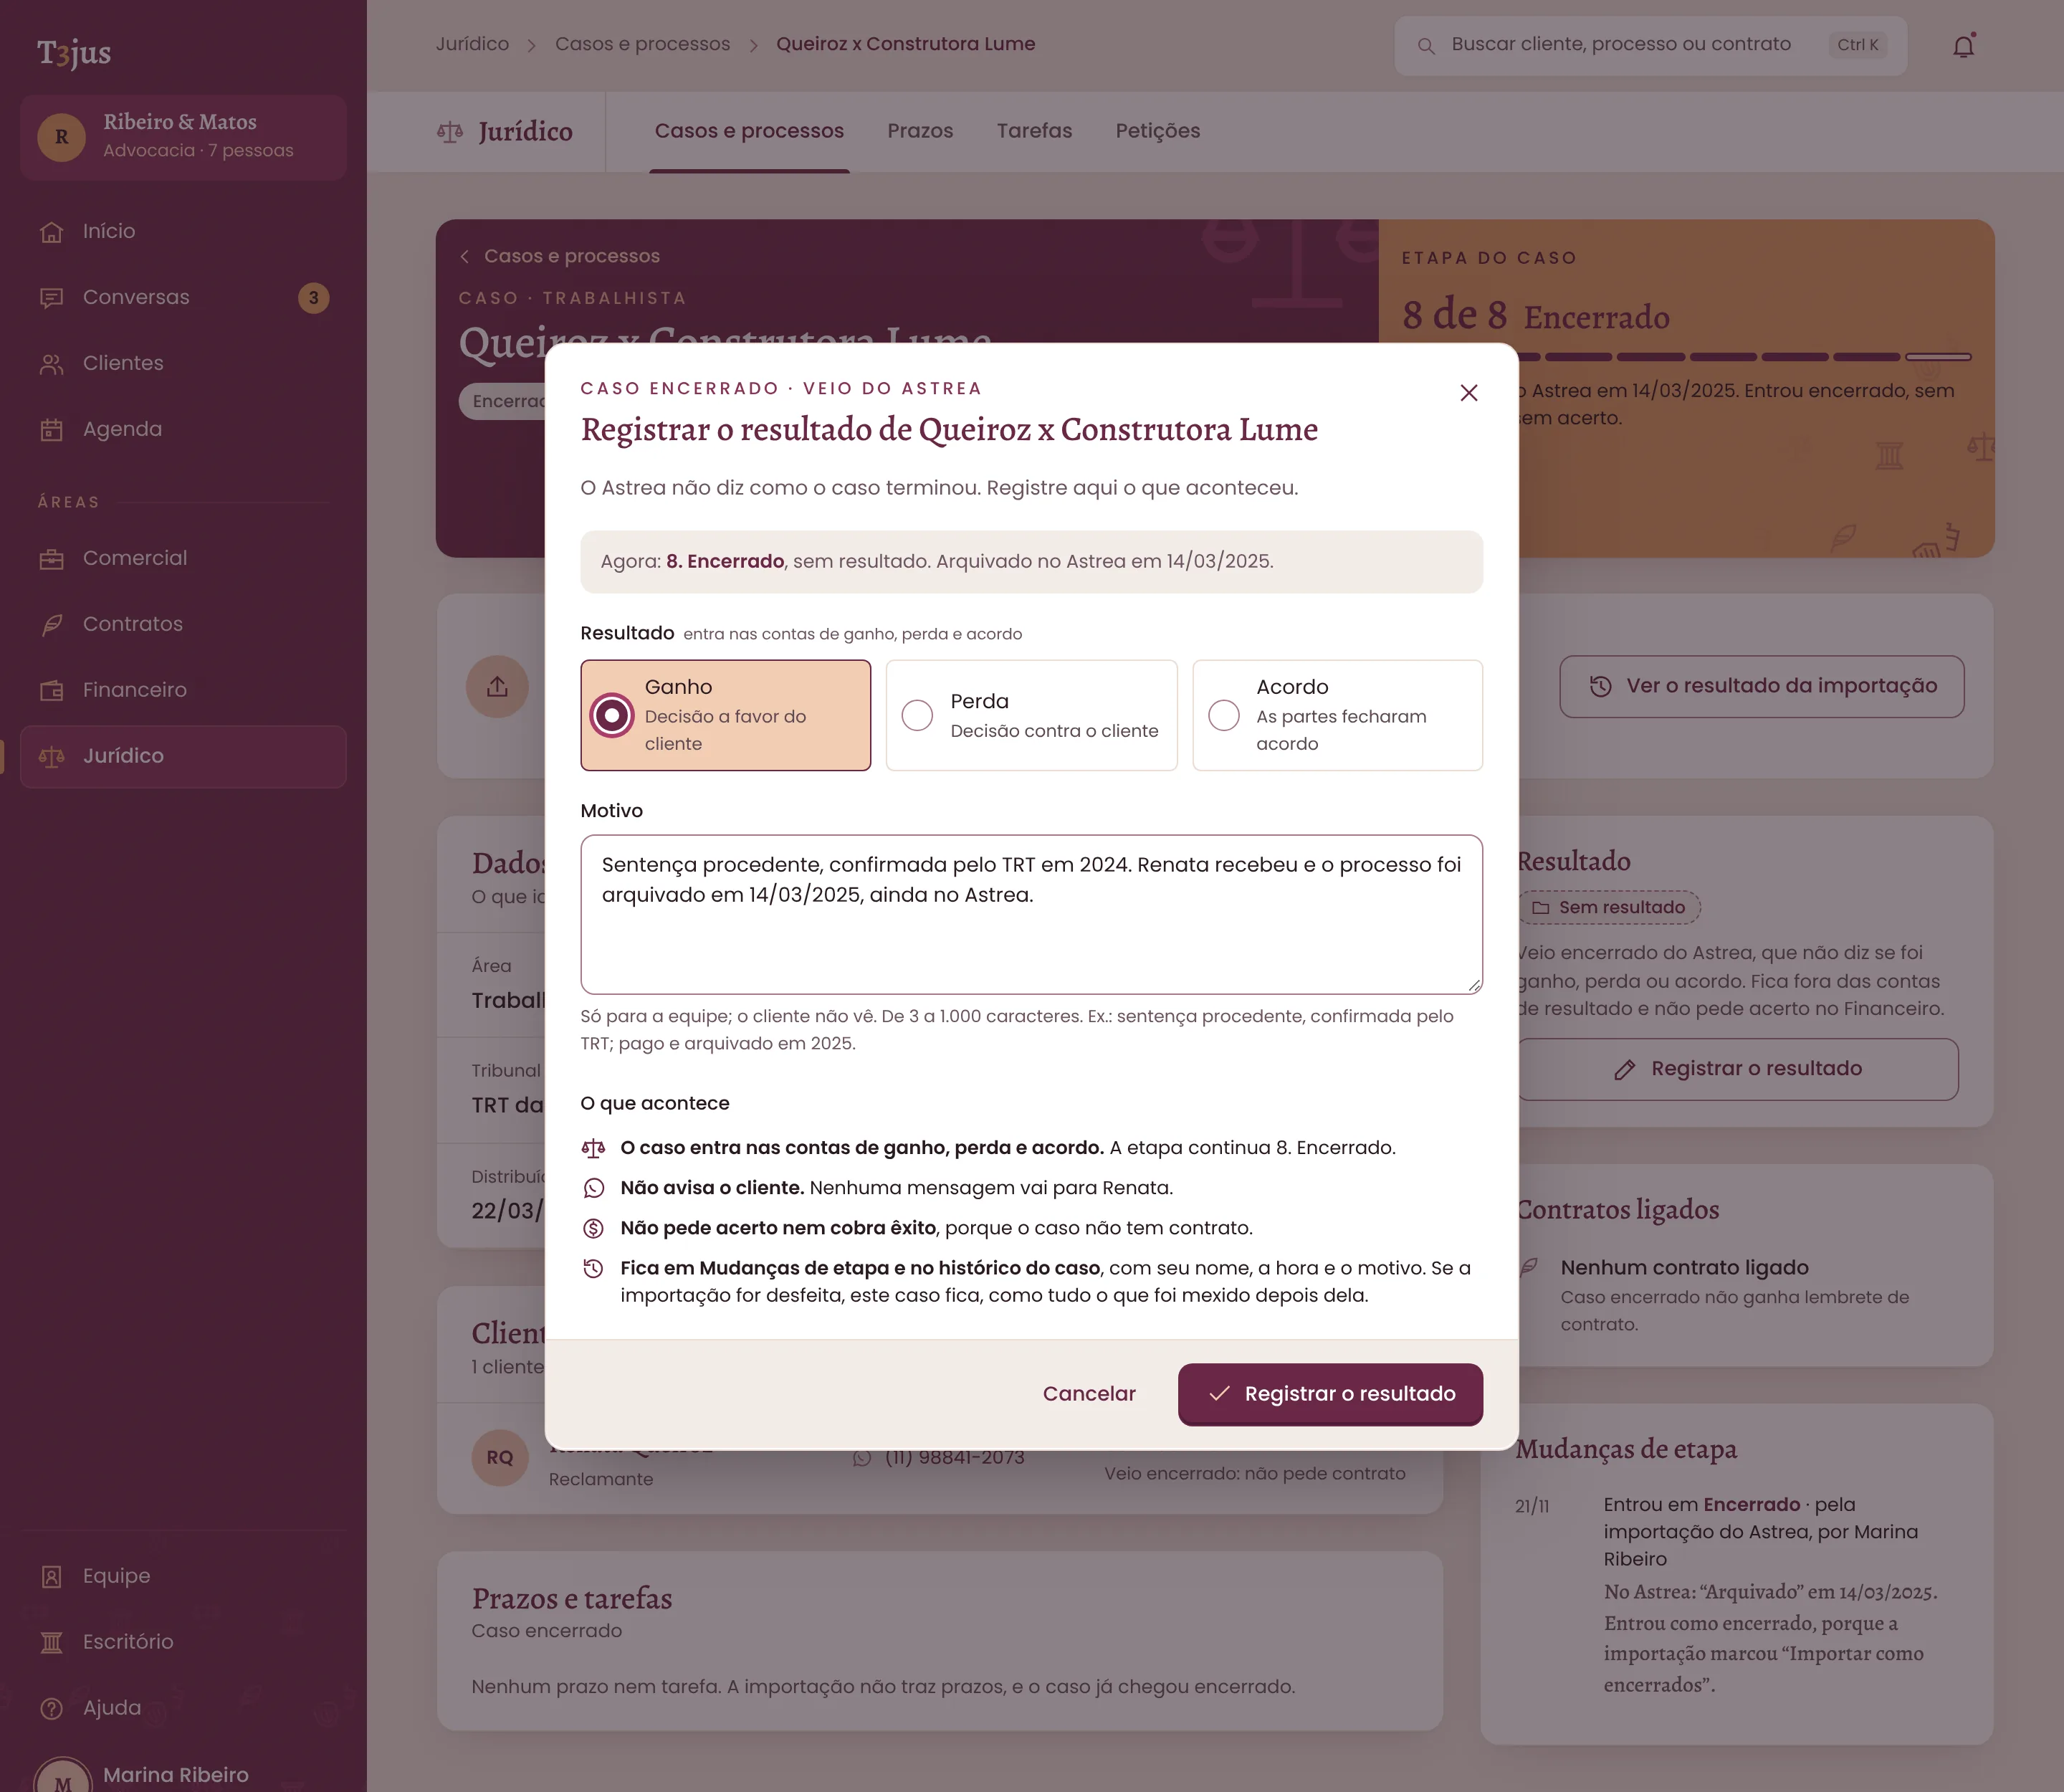 T3jus
R
Ribeiro & Matos
Advocacia · 7 pessoas
Início
Conversas
3
Clientes
Agenda
ÁREAS
Comercial
Contratos
Financeiro
Jurídico
Equipe
Escritório
Ajuda
M
Marina Ribeiro
Jurídico
Casos e processos
Queiroz x Construtora Lume
Buscar cliente, processo ou contrato
Ctrl K
Jurídico
Casos e processos
Prazos
Tarefas
Petições
Casos e processos
CASO · TRABALHISTA
Queiroz x Construtora Lume
ETAPA DO CASO
8 de 8 Encerrado
Astrea em 14/03/2025. Entrou encerrado, sem
sem acerto.
CASO ENCERRADO · VEIO DO ASTREA
Registrar o resultado de Queiroz x Construtora Lume
O Astrea não diz como o caso terminou. Registre aqui o que aconteceu.
Agora: 8. Encerrado, sem resultado. Arquivado no Astrea em 14/03/2025.
Resultado entra nas contas de ganho, perda e acordo
Ganho
Decisão a favor do
cliente
Perda
Decisão contra o cliente
Acordo
As partes fecharam
acordo
Motivo
Sentença procedente, confirmada pelo TRT em 2024. Renata recebeu e o processo foi
arquivado em 14/03/2025, ainda no Astrea.
Só para a equipe; o cliente não vê. De 3 a 1.000 caracteres. Ex.: sentença procedente, confirmada pelo
TRT; pago e arquivado em 2025.
O que acontece
O caso entra nas contas de ganho, perda e acordo. A etapa continua 8. Encerrado.
Não avisa o cliente. Nenhuma mensagem vai para Renata.
Não pede acerto nem cobra êxito, porque o caso não tem contrato.
Fica em Mudanças de etapa e no histórico do caso, com seu nome, a hora e o motivo. Se a
importação for desfeita, este caso fica, como tudo o que foi mexido depois dela.
Cancelar
Registrar o resultado
Ver o resultado da importação
Dados
O que
Área
Tribunal
TRT da
22/03/
1 cliente
RQ
Reclamante
(11) 98841-2073
Veio encerrado: não pede contrato
Prazos e tarefas
Caso encerrado
Nenhum prazo nem tarefa. A importação não traz prazos, e o caso já chegou encerrado.
Resultado
Sem resultado
Veio encerrado do Astrea, que não diz se foi
ganho, perda ou acordo. Fica fora das contas
de resultado e não pede acerto no Financeiro.
Registrar o resultado
Contratos ligados
Nenhum contrato ligado
Caso encerrado não ganha lembrete de
contrato.
Mudanças de etapa
21/11
Entrou em Encerrado · pela
importação do Astrea, por Marina
Ribeiro
No Astrea: “Arquivado” em 14/03/2025.
Entrou como encerrado, porque a
importação marcou “Importar como
encerrados”.